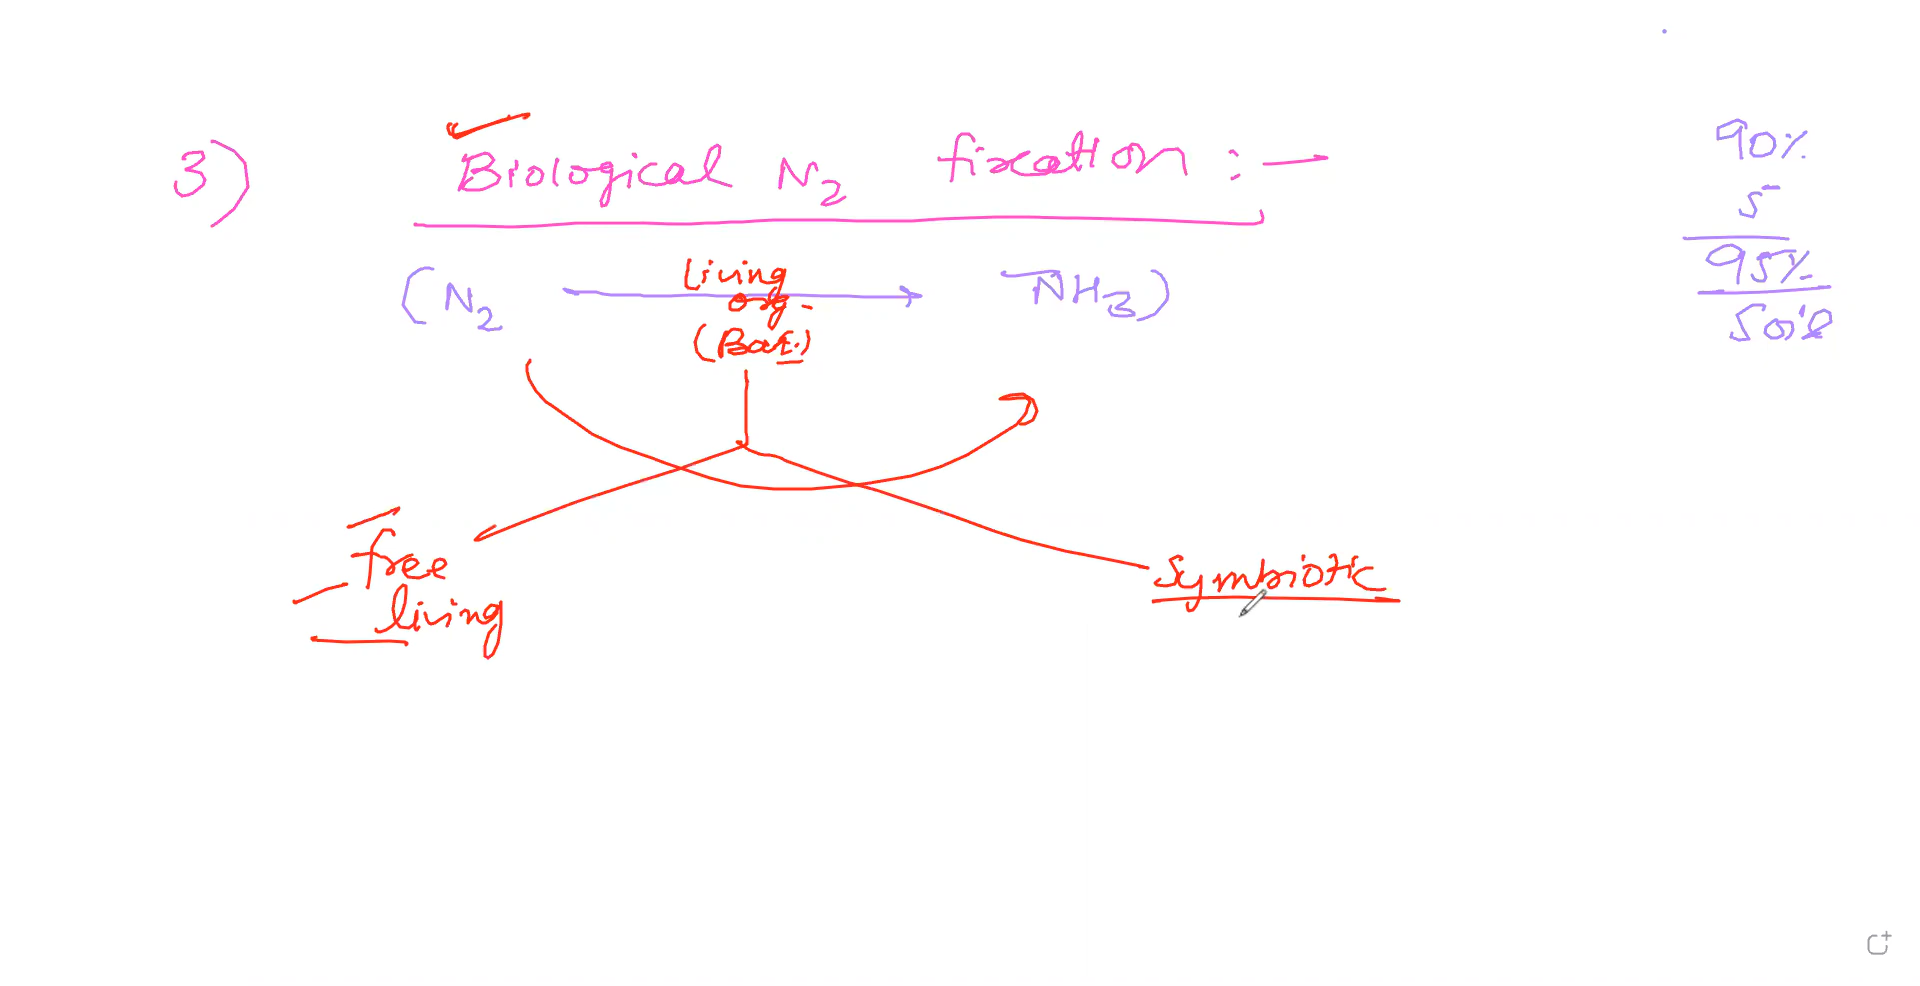 3) Biological N2 fixation :→
(N2 → NH3)
living
org.
(Bact.)
free
living
Symbiotic
90%
5
95%
Soil